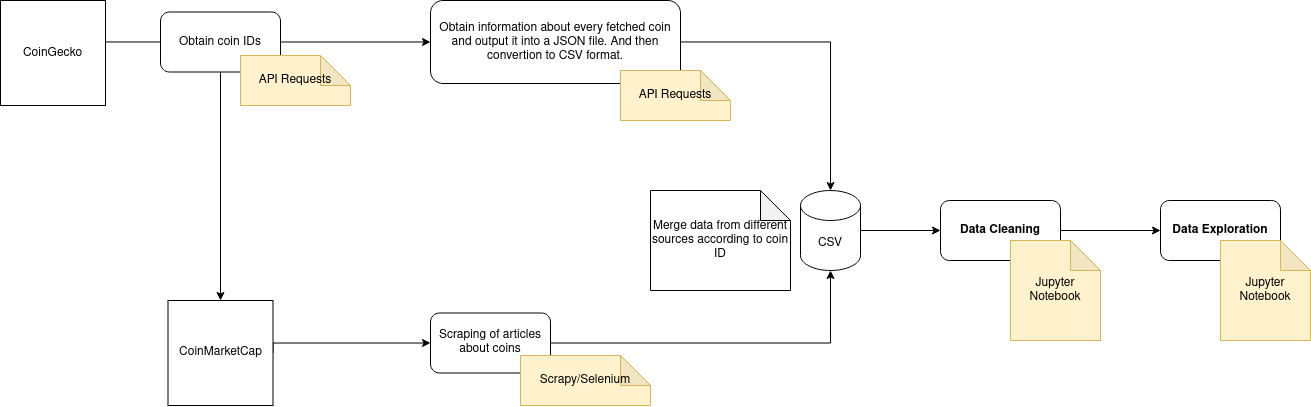 CoinGecko
Obtain coin IDs
API Requests
Obtain information about every fetched coin
and output it into a JSON file. And then
convertion to CSV format.
API Requests
Merge data from different
sources according to coin
ID
CSV
Data Cleaning
Jupyter
Notebook
Data Exploration
Jupyter
Notebook
CoinMarketCap
Scraping of articles
about coins
Scrapy/Selenium